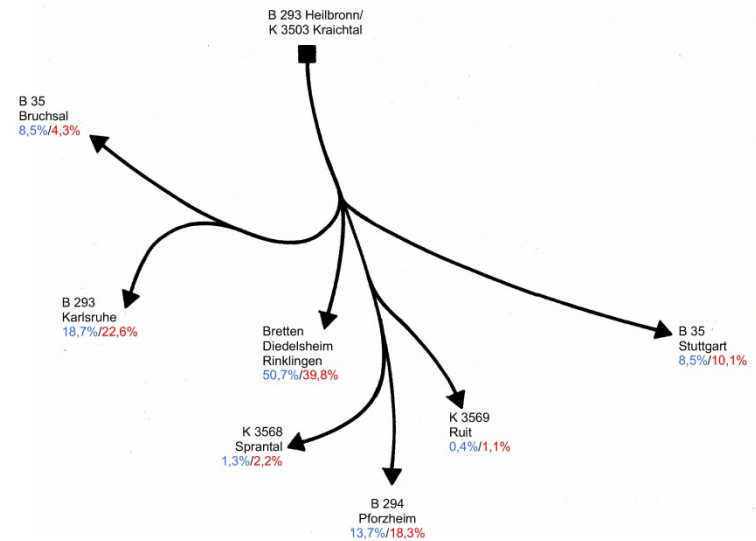 B 293 Heilbronn/
K 3503 Kraichtal
B 35
Bruchsal
8,5%/4,3%
B 293
Karlsruhe
18,7%/22,6%
Bretten
Diedelsheim
Rinklingen
50,7%/39,8%
B 35
Stuttgart
8,5%/10,1%
K 3568
Sprantal
1,3%/2,2%
K 3569
Ruit
0,4%/1,1%
B 294
Pforzheim
13,7%/18,3%